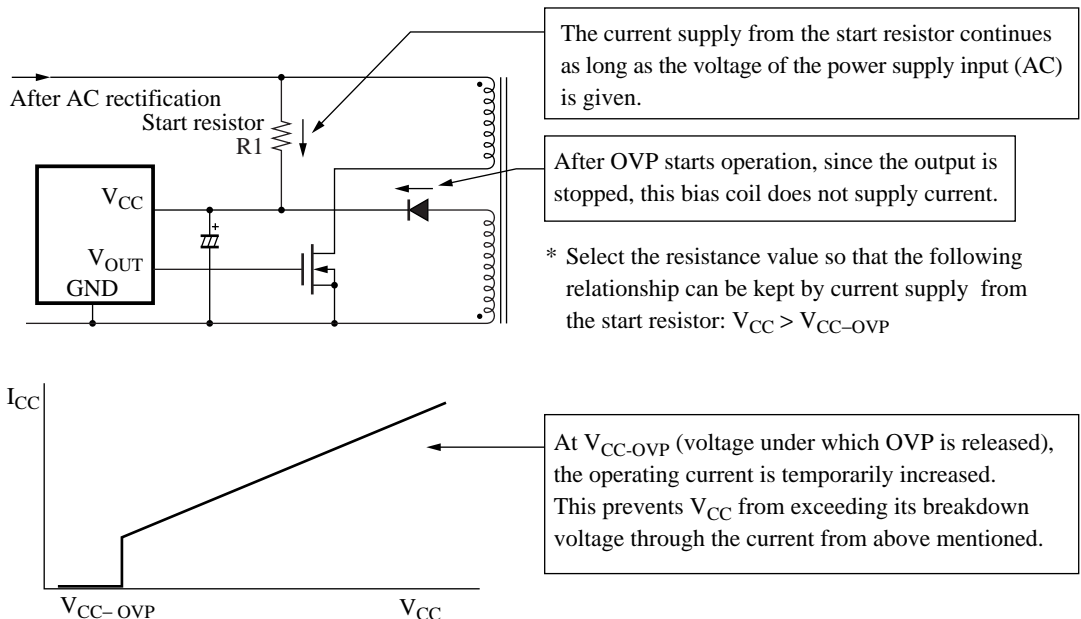 The current supply from the start resistor continues
as long as the voltage of the power supply input (AC)
is given.
After AC rectification
Start resistor
R1
After OVP starts operation, since the output is
stopped, this bias coil does not supply current.
VCC
+
VOUT
GND
* Select the resistance value so that the following
relationship can be kept by current supply from
the start resistor: VCC > VCC–OVP
ICC
At VCC-OVP (voltage under which OVP is released),
the operating current is temporarily increased.
This prevents VCC from exceeding its breakdown
voltage through the current from above mentioned.
VCC– OVP
VCC